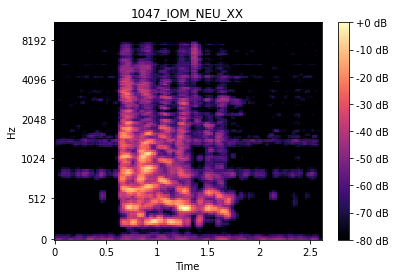 1047_IOM_NEU_XX
Hz
8192
4096
2048
1024
512
0
0
0.5
1
1.5
2
2.5
Time
+0 dB
-10 dB
-20 dB
-30 dB
-40 dB
-50 dB
-60 dB
-70 dB
-80 dB